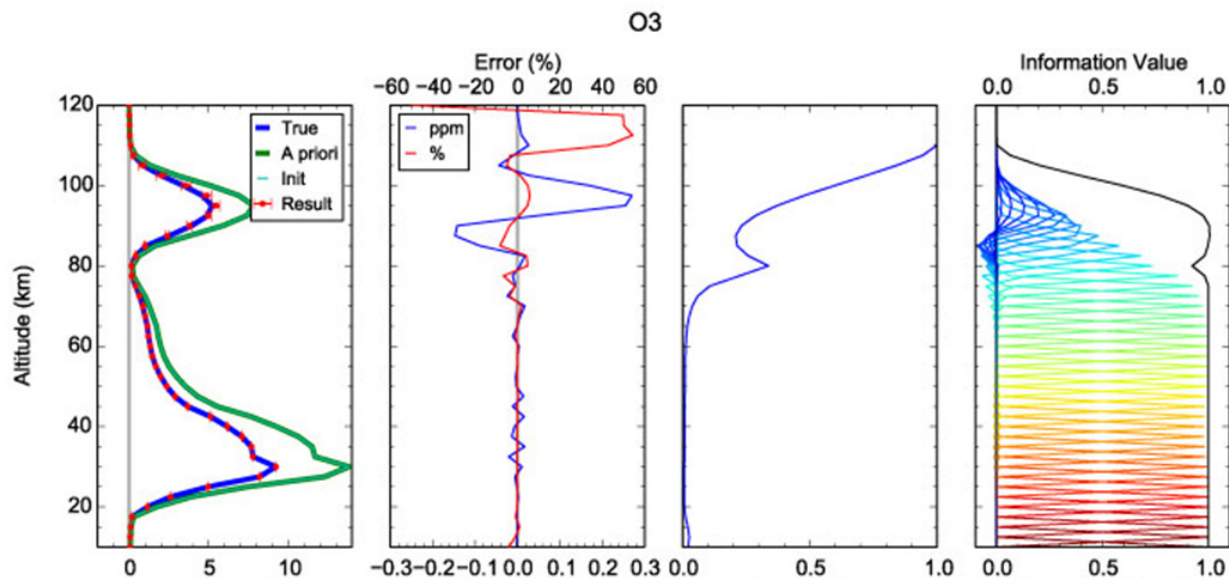 O3
Error (%)
Information Value
−60 −40 −20 0 20 40 60
0.0 0.5 1.0
120
100
80
60
40
20
Altitude (km)
True
A priori
Init
Result
ppm
%
0 5 10
−0.3 −0.2 −0.1 0.0 0.1 0.2 0.3
0.0 0.5 1.0
0.0 0.5 1.0